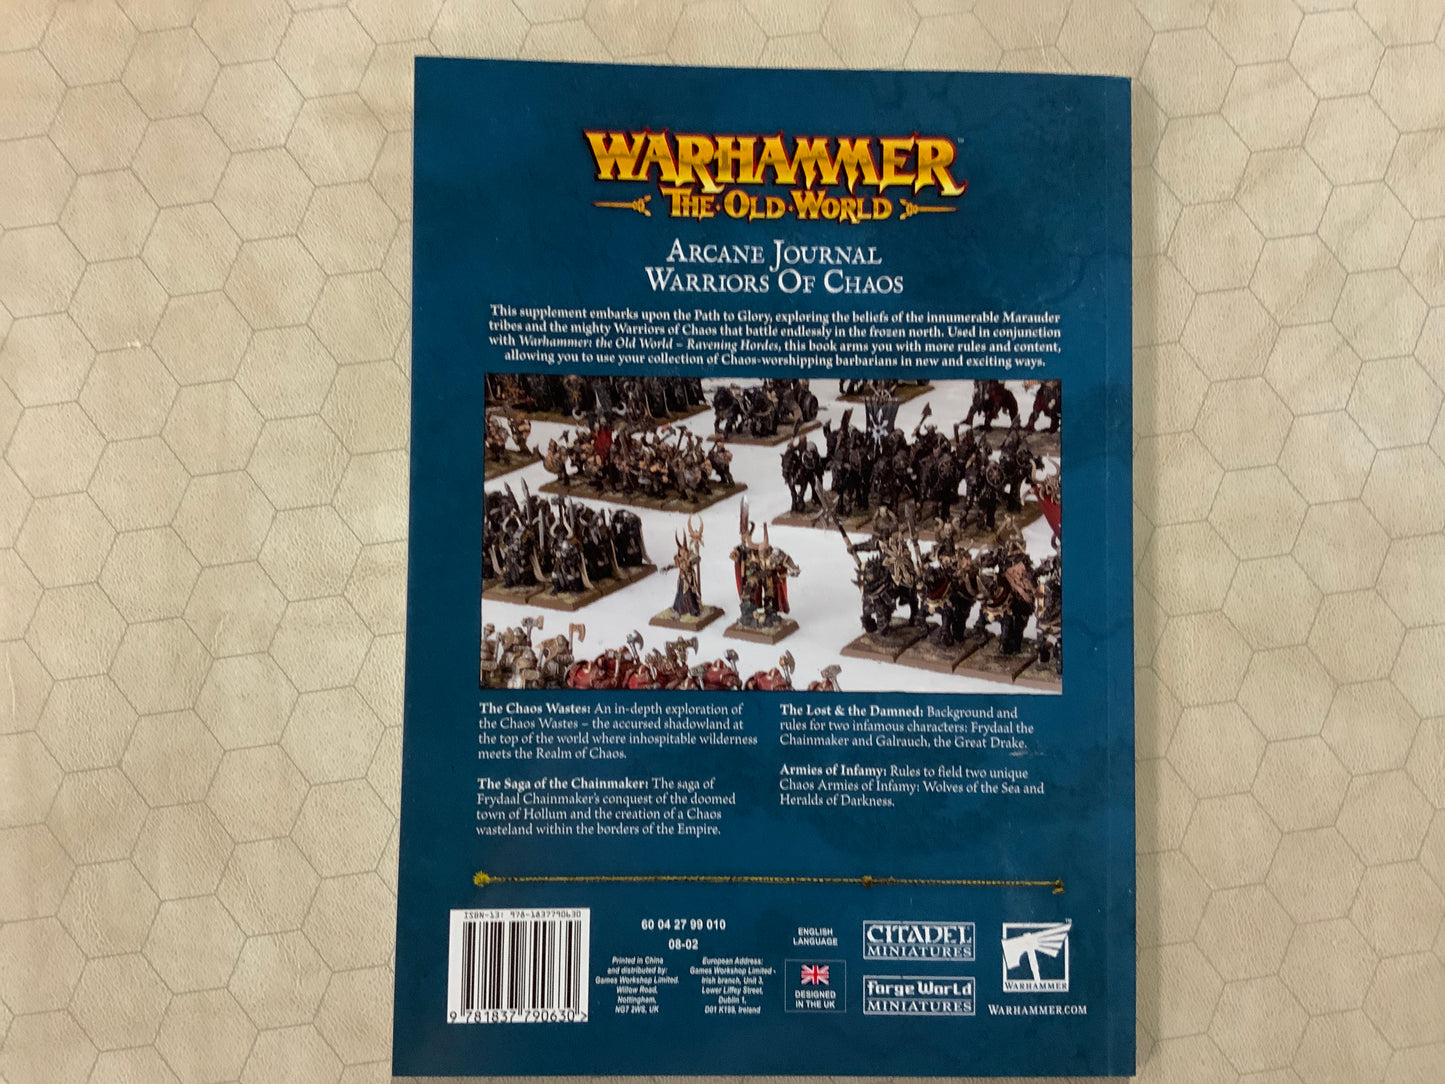 WARHAMMER™
THE·OLD·WORLD
ARCANE JOURNAL
WARRIORS OF CHAOS
This supplement embarks upon the Path to Glory, exploring the beliefs of the innumerable Marauder
tribes and the mighty Warriors of Chaos that battle endlessly in the frozen north. Used in conjunction
with Warhammer: the Old World – Ravening Hordes, this book arms you with more rules and content,
allowing you to use your collection of Chaos-worshipping barbarians in new and exciting ways.
The Chaos Wastes: An in-depth exploration of
the Chaos Wastes – the accursed shadowland at
the top of the world where inhospitable wilderness
meets the Realm of Chaos.
The Saga of the Chainmaker: The saga of
Frydaal Chainmaker's conquest of the doomed
town of Hollum and the creation of a Chaos
wasteland within the borders of the Empire.
The Lost & the Damned: Background and
rules for two infamous characters: Frydaal the
Chainmaker and Galrauch, the Great Drake.
Armies of Infamy: Rules to field two unique
Chaos Armies of Infamy: Wolves of the Sea and
Heralds of Darkness.
ISBN-13: 978-1837790630
9 781837 790630>
60 04 27 99 010
08-02
Printed in China
and distributed by:
Games Workshop Limited.
Willow Road,
Nottingham,
NG7 2WS, UK
European Address:
Games Workshop Limited -
Irish branch, Unit 3,
Lower Liffey Street,
Dublin 1,
D01 K199, Ireland
ENGLISH
LANGUAGE
DESIGNED
IN THE UK
CITADEL
MINIATURES
Forge World
MINIATURES
™
WARHAMMER
WARHAMMER.COM